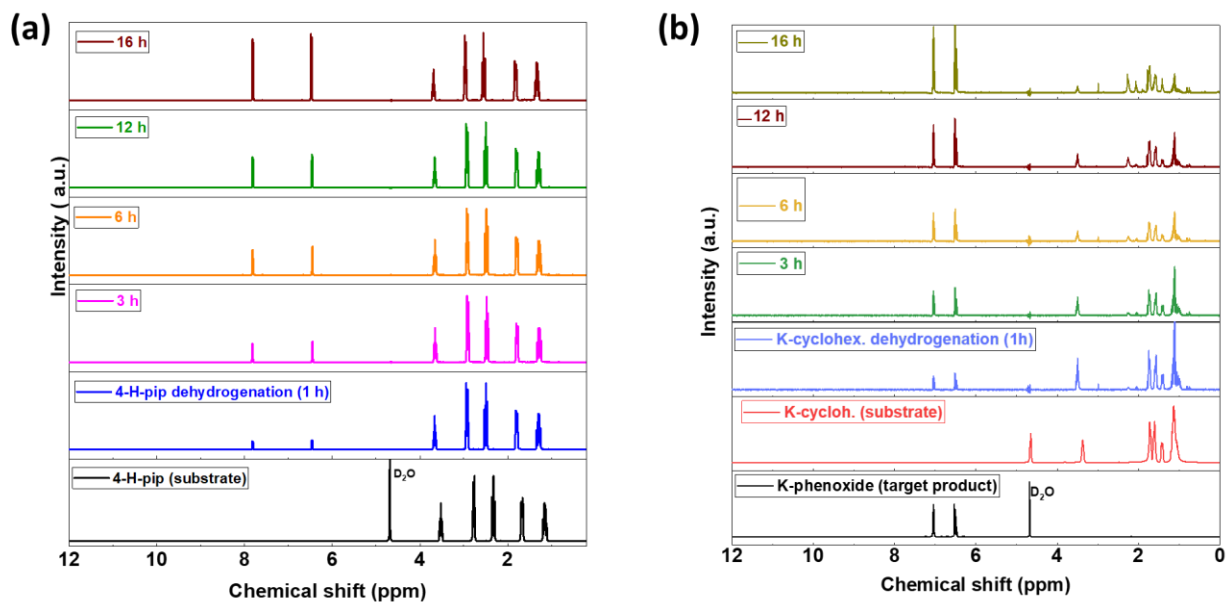 (a)
16 h
12 h
6 h
3 h
4-H-pip dehydrogenation (1 h)
4-H-pip (substrate)
D2O
Intensity ( a.u.)
12 10 8 6 4 2
Chemical shift (ppm)
(b)
16 h
12 h
6 h
3 h
K-cyclohex. dehydrogenation (1h)
K-cycloh. (substrate)
K-phenoxide (target product)
D2O
Intensity (a.u.)
12 10 8 6 4 2 0
Chemical shift (ppm)